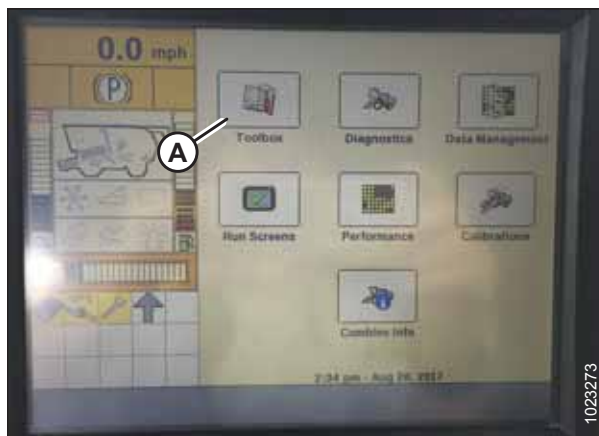 0.0 mph
(P)
A
Toolbox
Diagnostics
Data Management
Run Screens
Performance
Calibrations
Combine Info
2:34 pm - Aug 24, 2017
1023273